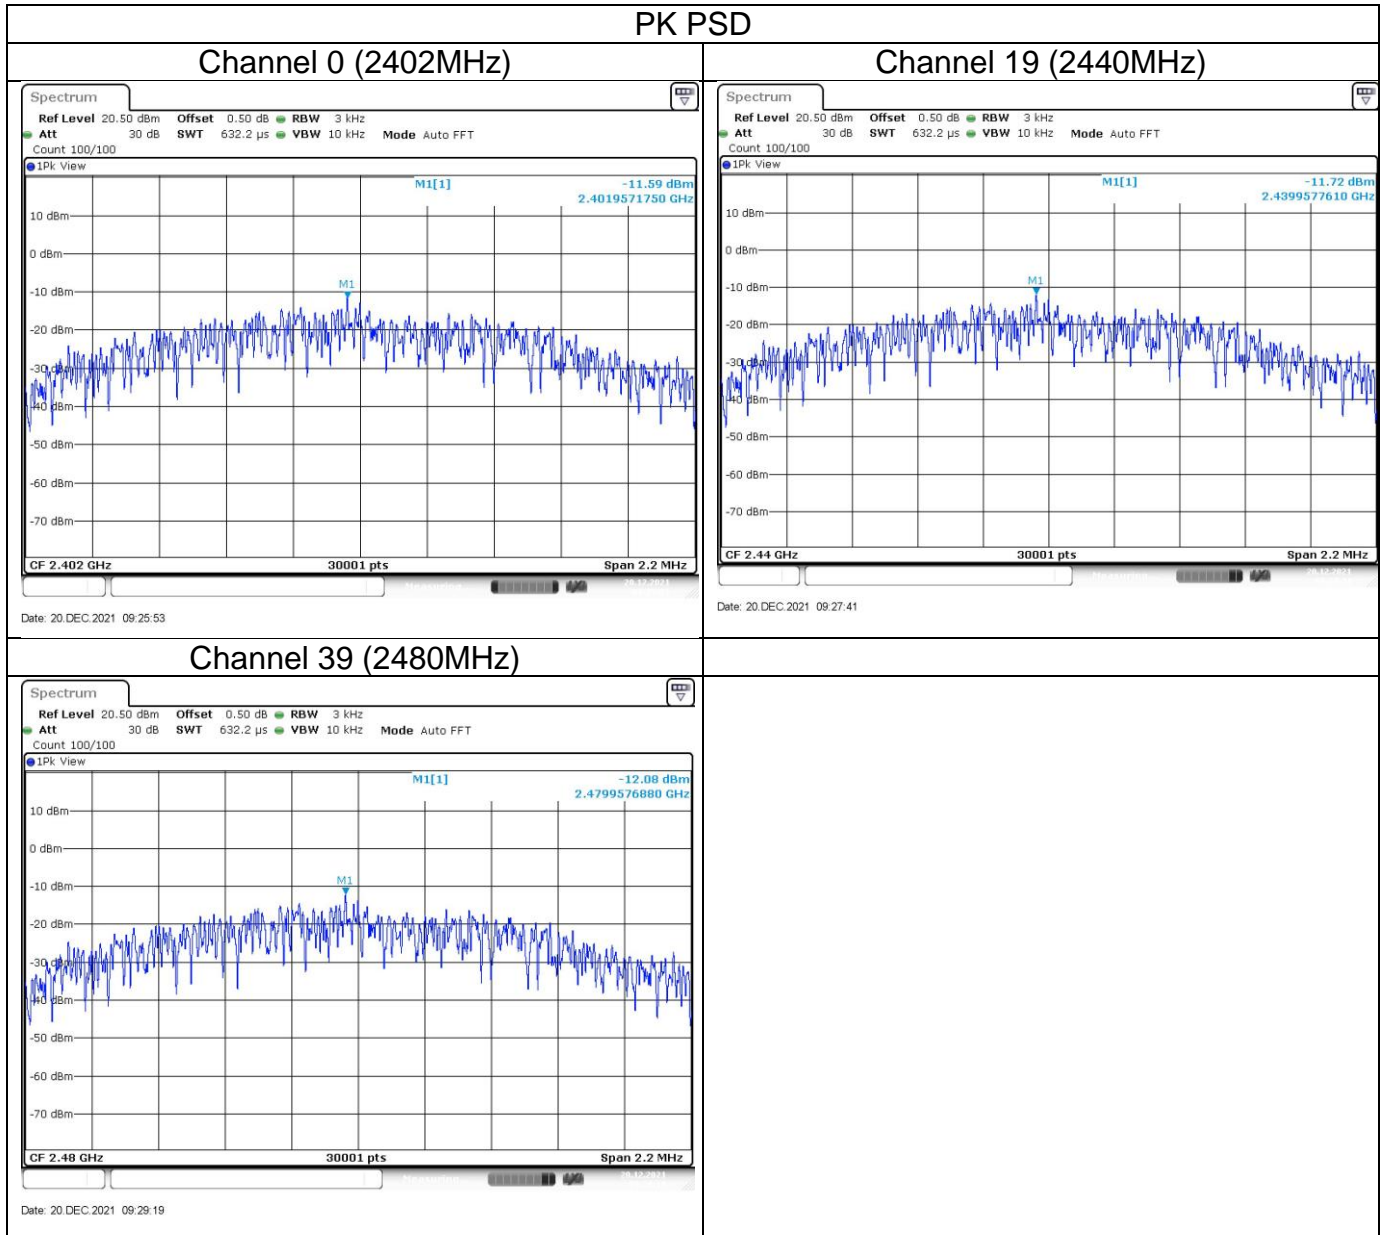 PK PSD
Channel 0 (2402MHz)
Channel 19 (2440MHz)
Spectrum
Ref Level 20.50 dBm Offset 0.50 dB RBW 3 kHz
Att 30 dB SWT 632.2 µs VBW 10 kHz Mode Auto FFT
Count 100/100
1Pk View
M1[1] -11.59 dBm
2.4019571750 GHz
10 dBm
0 dBm
M1
-10 dBm
-20 dBm
-30 dBm
-40 dBm
-50 dBm
-60 dBm
-70 dBm
CF 2.402 GHz 30001 pts Span 2.2 MHz
Measuring... 20.12.2021
Date: 20.DEC.2021 09:25:53
Spectrum
Ref Level 20.50 dBm Offset 0.50 dB RBW 3 kHz
Att 30 dB SWT 632.2 µs VBW 10 kHz Mode Auto FFT
Count 100/100
1Pk View
M1[1] -11.72 dBm
2.4399577610 GHz
10 dBm
0 dBm
M1
-10 dBm
-20 dBm
-30 dBm
-40 dBm
-50 dBm
-60 dBm
-70 dBm
CF 2.44 GHz 30001 pts Span 2.2 MHz
Measuring... 20.12.2021
Date: 20.DEC.2021 09:27:41
Channel 39 (2480MHz)
Spectrum
Ref Level 20.50 dBm Offset 0.50 dB RBW 3 kHz
Att 30 dB SWT 632.2 µs VBW 10 kHz Mode Auto FFT
Count 100/100
1Pk View
M1[1] -12.08 dBm
2.4799576880 GHz
10 dBm
0 dBm
M1
-10 dBm
-20 dBm
-30 dBm
-40 dBm
-50 dBm
-60 dBm
-70 dBm
CF 2.48 GHz 30001 pts Span 2.2 MHz
Measuring... 20.12.2021
Date: 20.DEC.2021 09:29:19